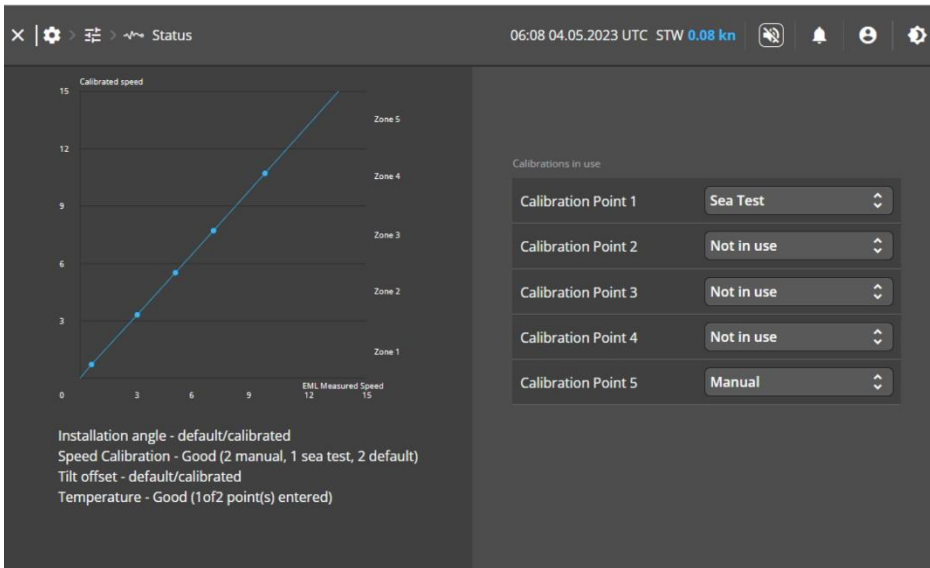 Status
06:08 04.05.2023 UTC STW 0.08 kn
Calibrated speed
15
Zone 5
12
Zone 4
9
Zone 3
6
Zone 2
3
Zone 1
EML Measured Speed
0 3 6 9 12 15
Installation angle - default/calibrated
Speed Calibration - Good (2 manual, 1 sea test, 2 default)
Tilt offset - default/calibrated
Temperature - Good (1of2 point(s) entered)
Calibrations in use
Calibration Point 1 Sea Test
Calibration Point 2 Not in use
Calibration Point 3 Not in use
Calibration Point 4 Not in use
Calibration Point 5 Manual